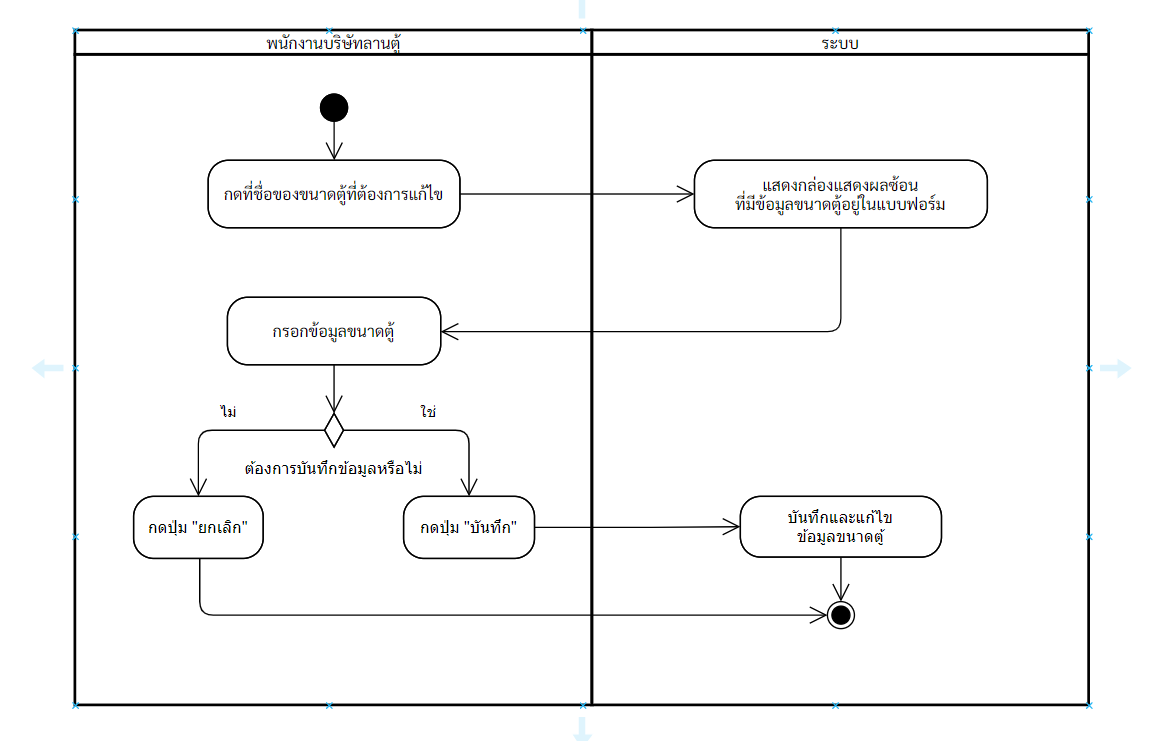 พนักงานบริษัทลานตู้
ระบบ
กดที่ชื่อของขนาดตู้ที่ต้องการแก้ไข
แสดงกล่องแสดงผลซ้อน
ที่มีข้อมูลขนาดตู้อยู่ในแบบฟอร์ม
กรอกข้อมูลขนาดตู้
ไม่
ใช่
ต้องการบันทึกข้อมูลหรือไม่
กดปุ่ม "ยกเลิก"
กดปุ่ม "บันทึก"
บันทึกและแก้ไข
ข้อมูลขนาดตู้